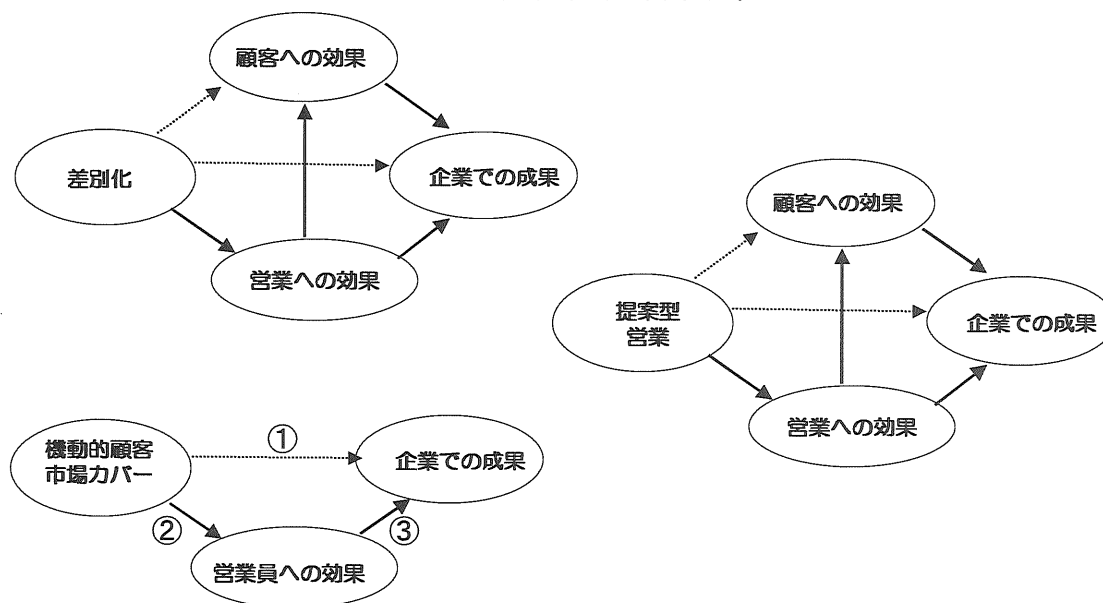 顧客への効果
差別化
企業での成果
営業への効果
顧客への効果
提案型
営業
企業での成果
営業への効果
機動的顧客
市場カバー
①
企業での成果
②
③
営業員への効果